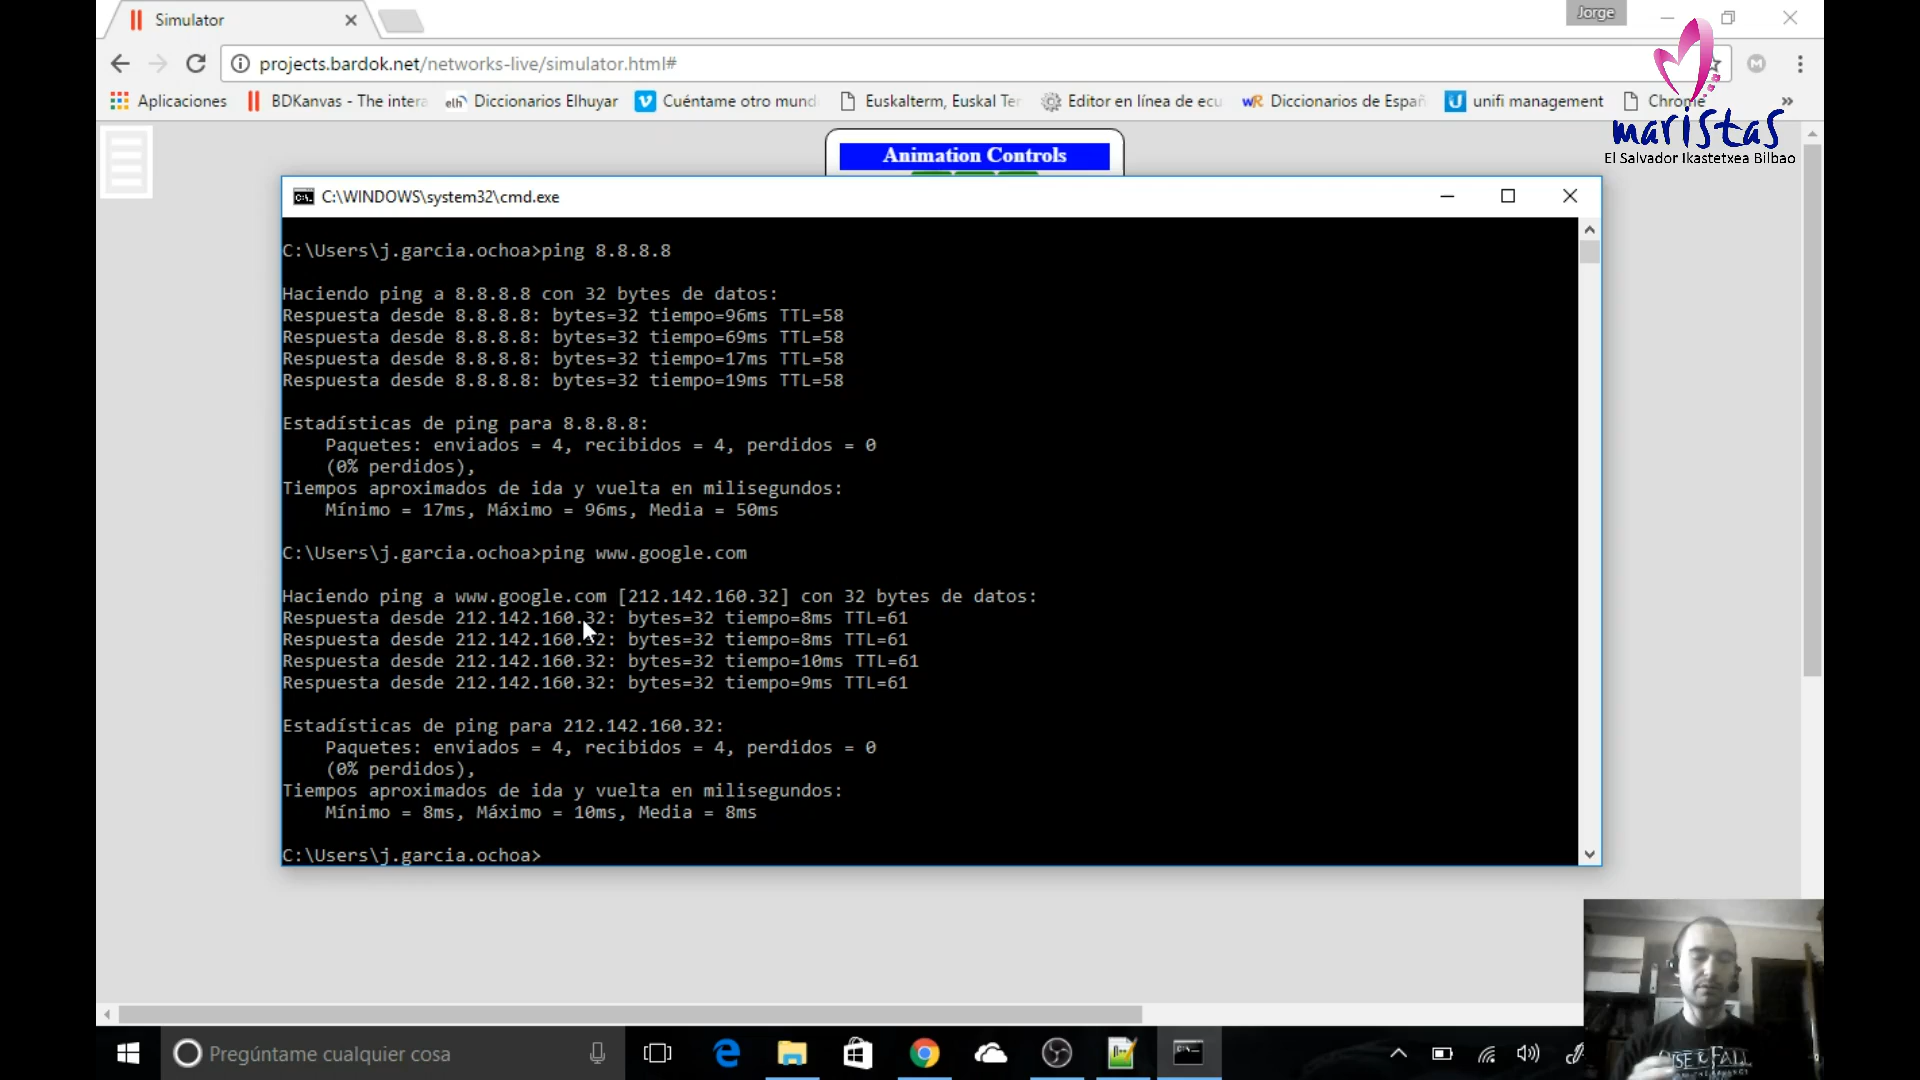 Simulator
Jorge
projects.bardok.net/networks-live/simulator.html#
M
Aplicaciones
BDKanvas - The intera
elh Diccionarios Elhuyar
Cuéntame otro mund
Euskalterm, Euskal Ter
Editor en línea de ecu
WR Diccionarios de Españ
unifi management
Chrome
maristas
El Salvador Ikastetxea Bilbao
Animation Controls
C:\WINDOWS\system32\cmd.exe
C:\Users\j.garcia.ochoa>ping 8.8.8.8
Haciendo ping a 8.8.8.8 con 32 bytes de datos:
Respuesta desde 8.8.8.8: bytes=32 tiempo=96ms TTL=58
Respuesta desde 8.8.8.8: bytes=32 tiempo=69ms TTL=58
Respuesta desde 8.8.8.8: bytes=32 tiempo=17ms TTL=58
Respuesta desde 8.8.8.8: bytes=32 tiempo=19ms TTL=58
Estadísticas de ping para 8.8.8.8:
Paquetes: enviados = 4, recibidos = 4, perdidos = 0
(0% perdidos),
Tiempos aproximados de ida y vuelta en milisegundos:
Mínimo = 17ms, Máximo = 96ms, Media = 50ms
C:\Users\j.garcia.ochoa>ping www.google.com
Haciendo ping a www.google.com [212.142.160.32] con 32 bytes de datos:
Respuesta desde 212.142.160.32: bytes=32 tiempo=8ms TTL=61
Respuesta desde 212.142.160.32: bytes=32 tiempo=8ms TTL=61
Respuesta desde 212.142.160.32: bytes=32 tiempo=10ms TTL=61
Respuesta desde 212.142.160.32: bytes=32 tiempo=9ms TTL=61
Estadísticas de ping para 212.142.160.32:
Paquetes: enviados = 4, recibidos = 4, perdidos = 0
(0% perdidos),
Tiempos aproximados de ida y vuelta en milisegundos:
Mínimo = 8ms, Máximo = 10ms, Media = 8ms
C:\Users\j.garcia.ochoa>
Pregúntame cualquier cosa